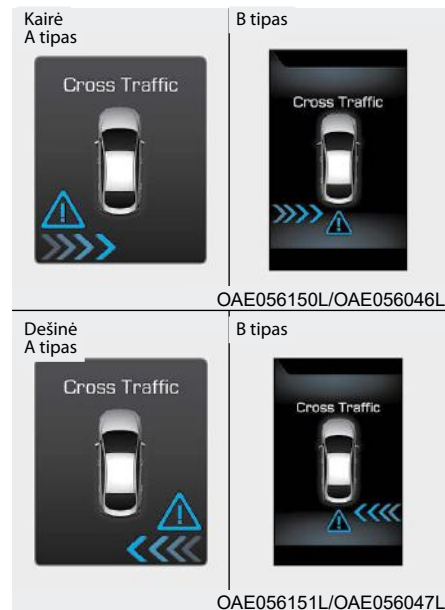 Kairė
A tipas
B tipas
Cross Traffic
Cross Traffic
OAE056150L/OAE056046L
Dešinė
A tipas
B tipas
Cross Traffic
Cross Traffic
OAE056151L/OAE056047L